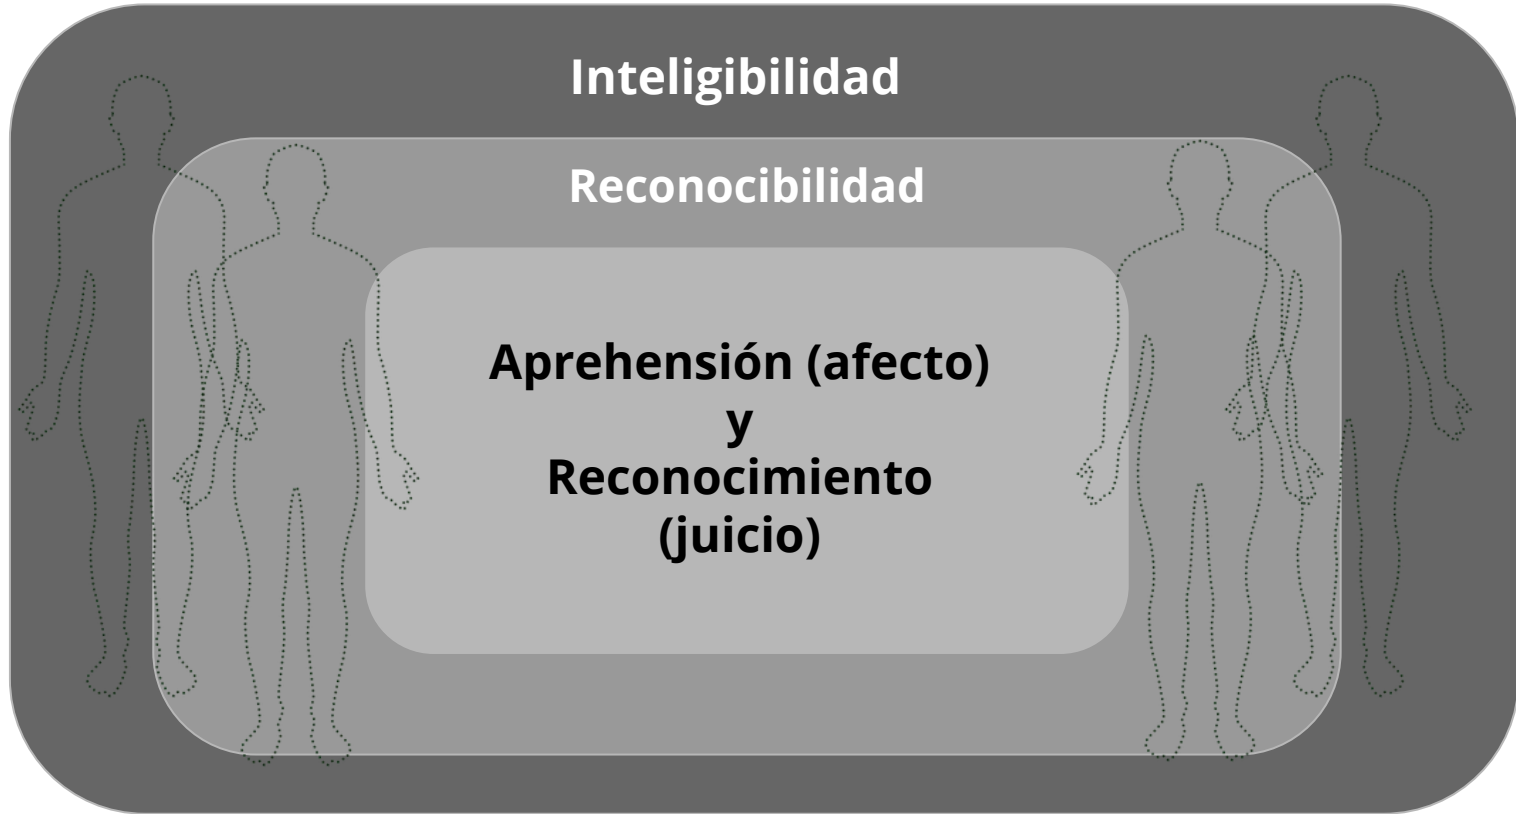 Inteligibilidad
Reconocibilidad
Aprehensión (afecto)
y
Reconocimiento
(juicio)